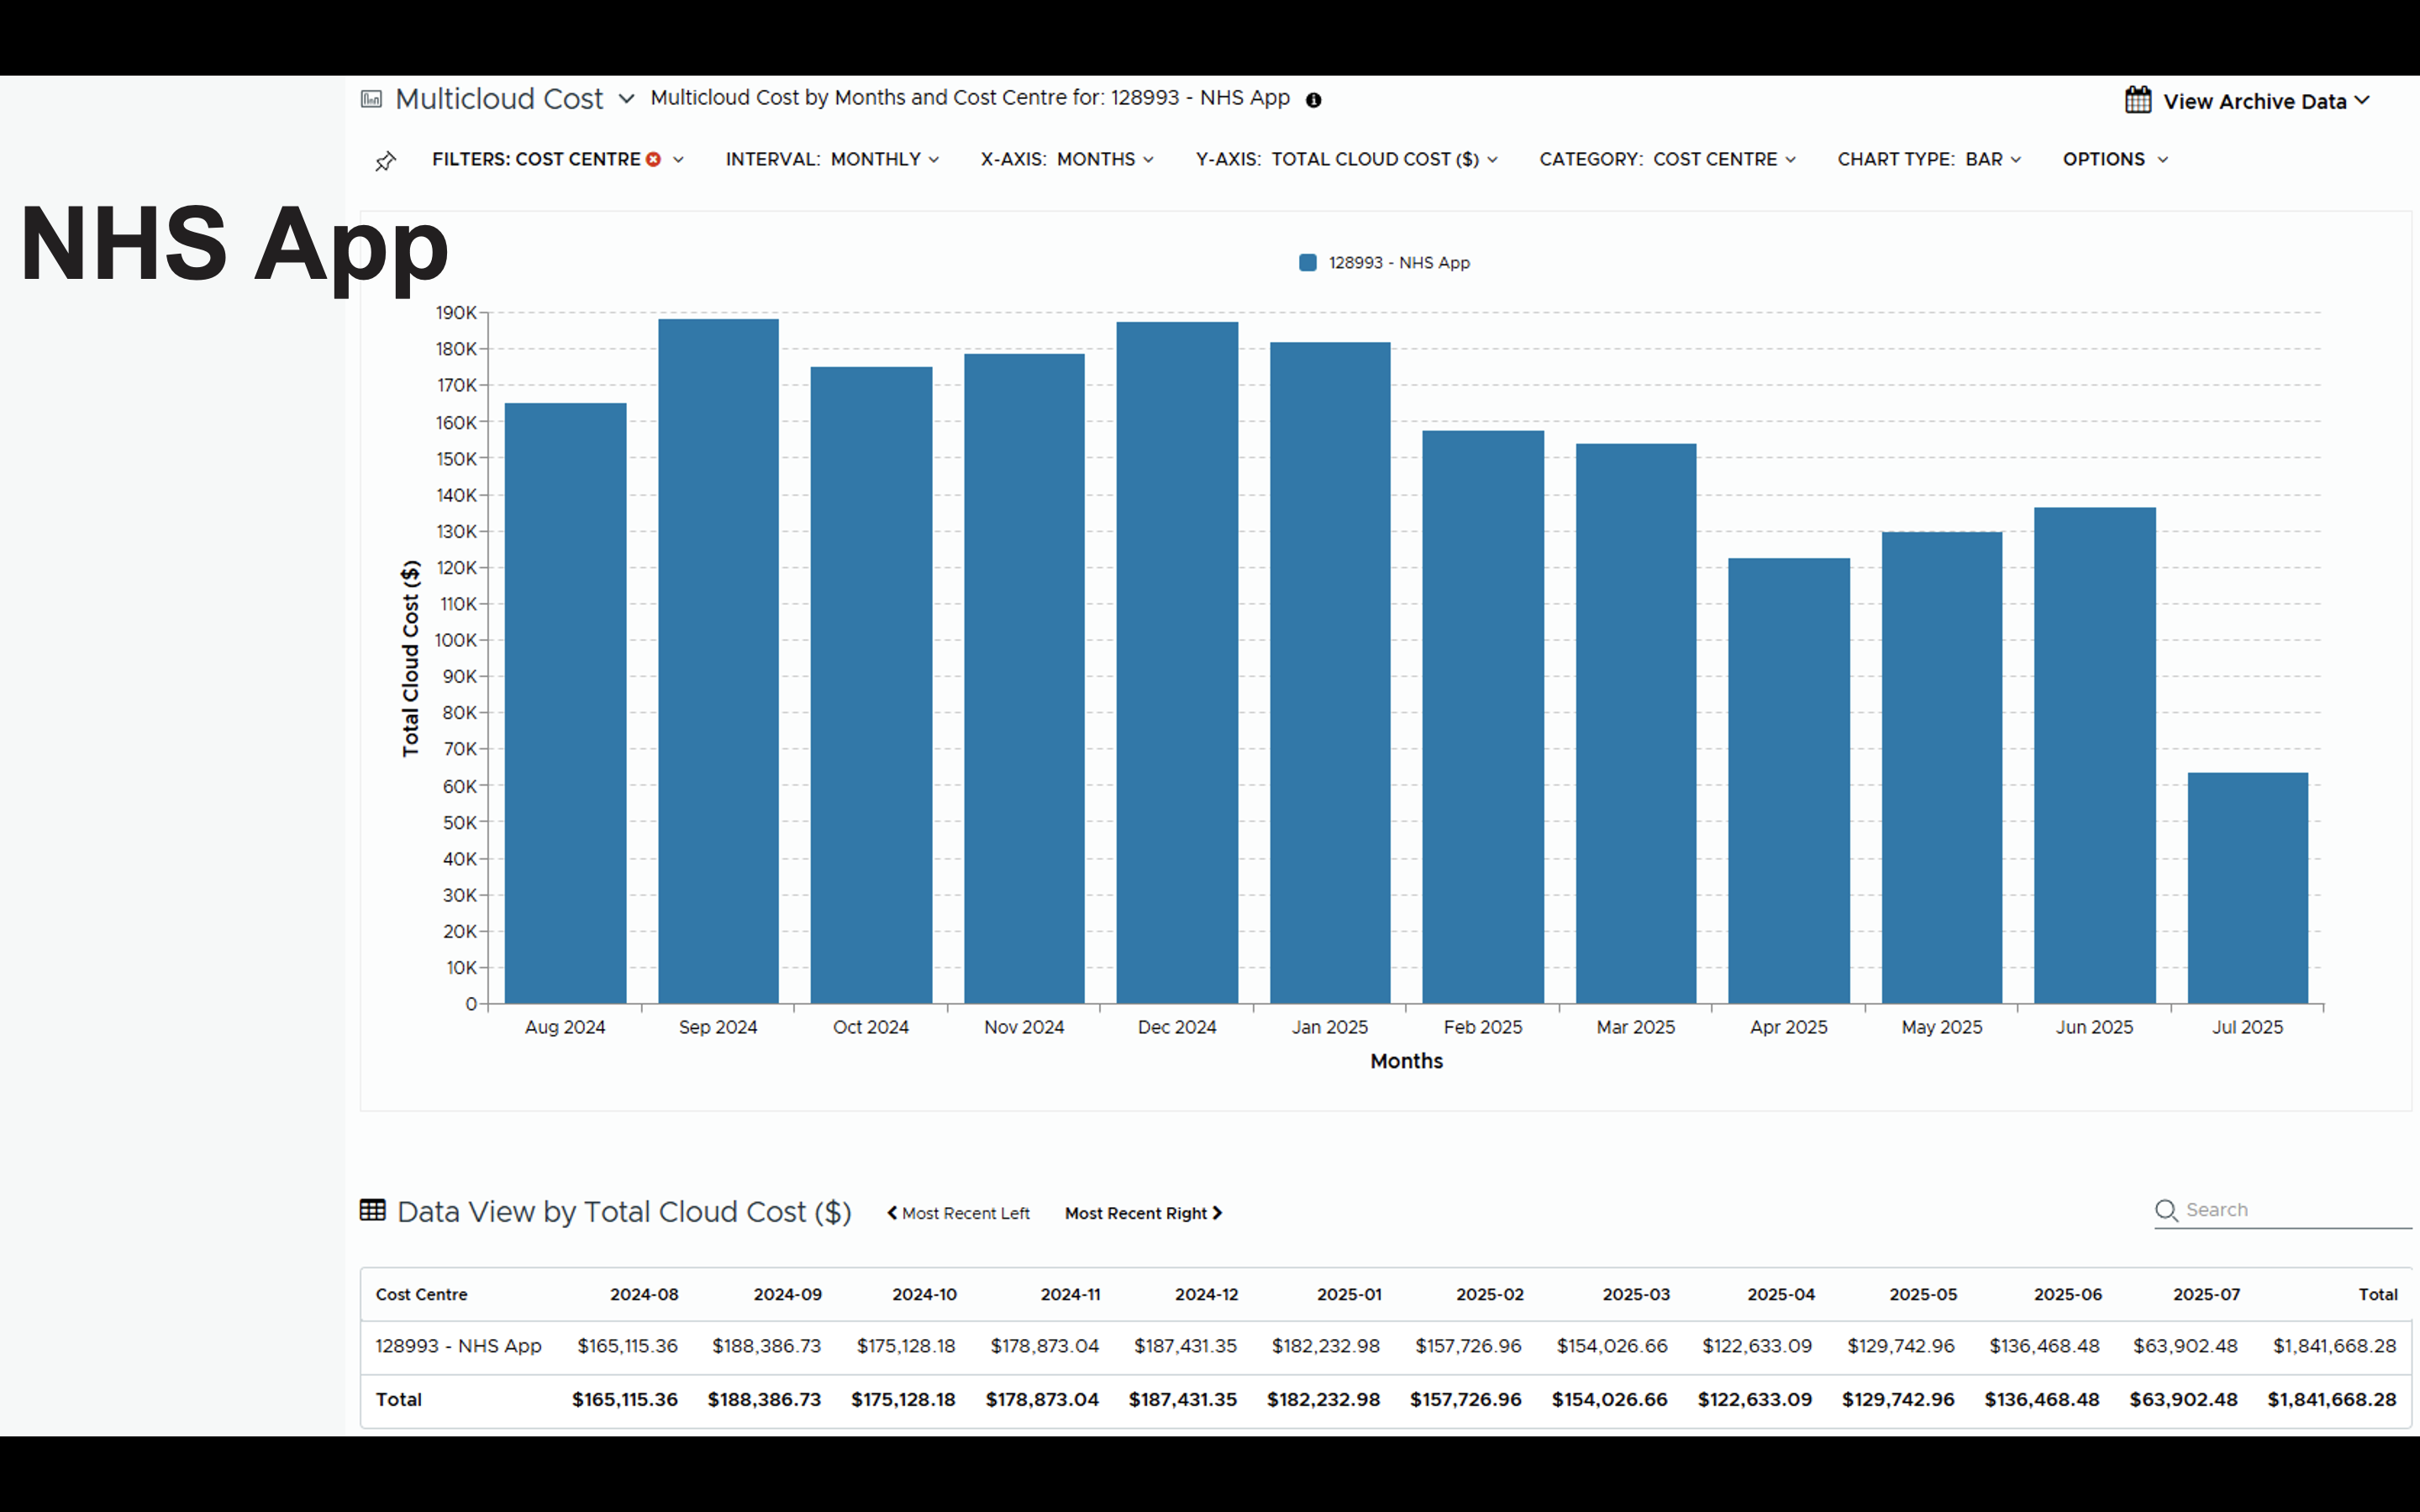 Multicloud Cost Multicloud Cost by Months and Cost Centre for: 128993 - NHS App View Archive Data
FILTERS: COST CENTRE INTERVAL: MONTHLY X-AXIS: MONTHS Y-AXIS: TOTAL CLOUD COST ($) CATEGORY: COST CENTRE CHART TYPE: BAR OPTIONS
NHS App
128993 - NHS App
190K
180K
170K
160K
150K
140K
130K
120K
110K
100K
90K
80K
70K
60K
50K
40K
30K
20K
10K
0
Total Cloud Cost ($)
Aug 2024 Sep 2024 Oct 2024 Nov 2024 Dec 2024 Jan 2025 Feb 2025 Mar 2025 Apr 2025 May 2025 Jun 2025 Jul 2025
Months
Data View by Total Cloud Cost ($) Most Recent Left Most Recent Right Search
Cost Centre 2024-08 2024-09 2024-10 2024-11 2024-12 2025-01 2025-02 2025-03 2025-04 2025-05 2025-06 2025-07 Total
128993 - NHS App $165,115.36 $188,386.73 $175,128.18 $178,873.04 $187,431.35 $182,232.98 $157,726.96 $154,026.66 $122,633.09 $129,742.96 $136,468.48 $63,902.48 $1,841,668.28
Total $165,115.36 $188,386.73 $175,128.18 $178,873.04 $187,431.35 $182,232.98 $157,726.96 $154,026.66 $122,633.09 $129,742.96 $136,468.48 $63,902.48 $1,841,668.28